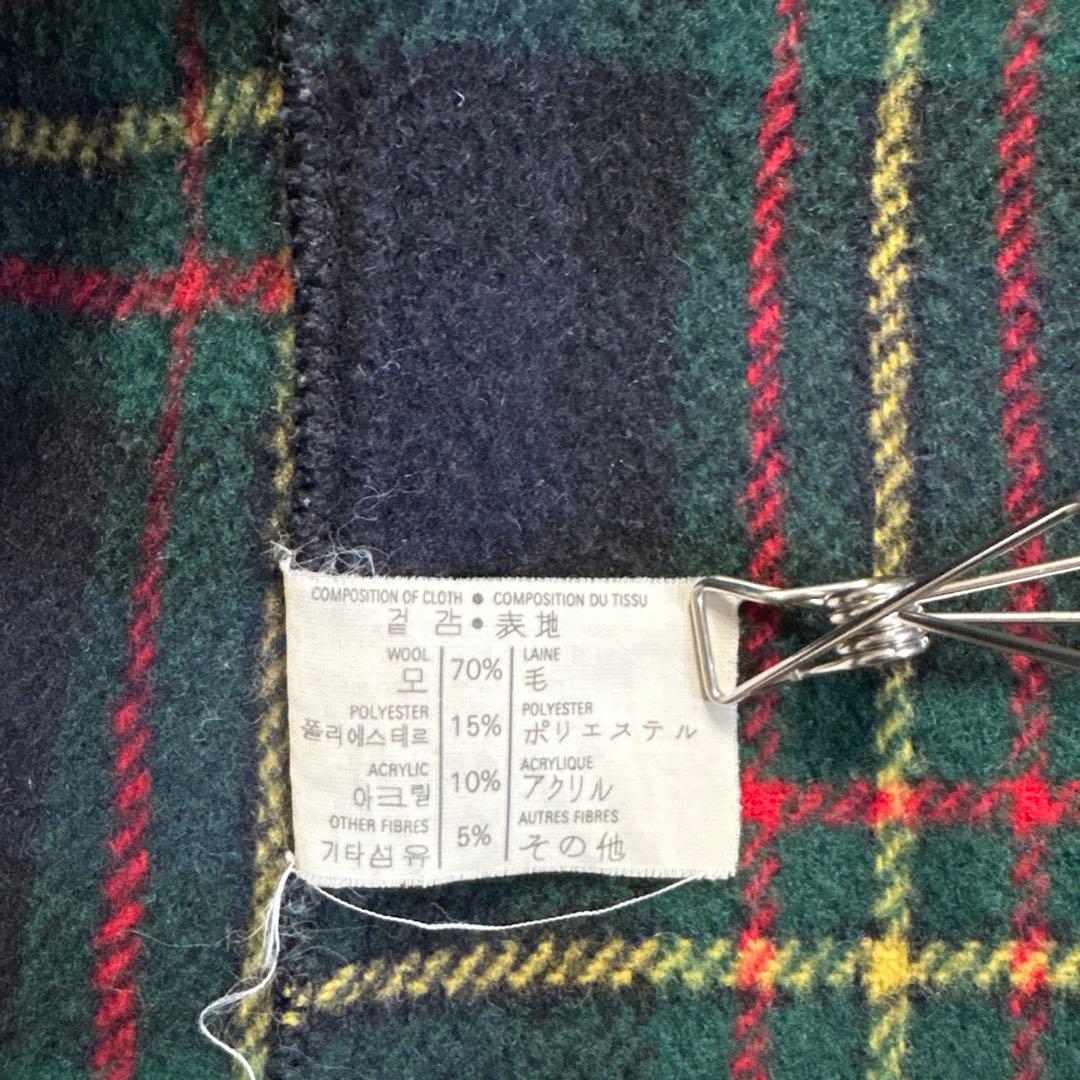 COMPOSITION OF CLOTH • COMPOSITION DU TISSU
겉 감 • 表地
WOOL 70% LAINE
모 毛
POLYESTER 15% POLYESTER
폴리에스테르 ポリエステル
ACRYLIC 10% ACRYLIQUE
아크릴 アクリル
OTHER FIBRES 5% AUTRES FIBRES
기타섬유 その他